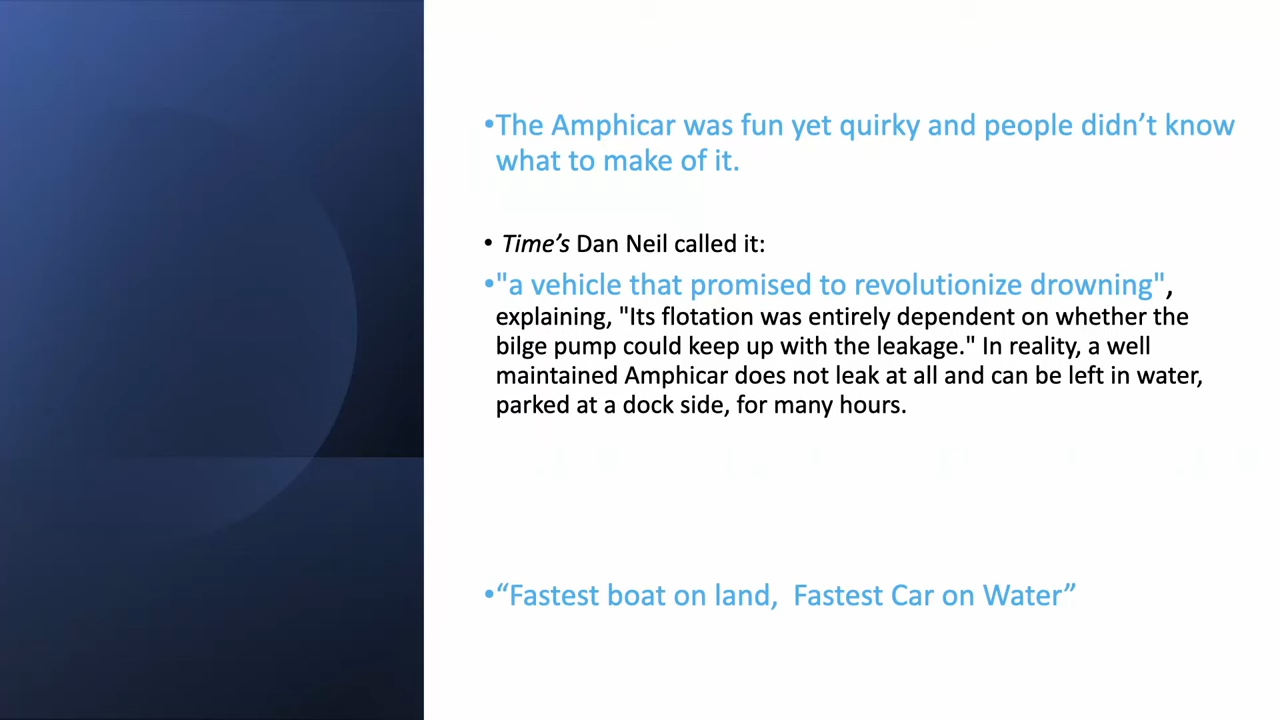 •The Amphicar was fun yet quirky and people didn’t know
what to make of it.
• Time’s Dan Neil called it:
•"a vehicle that promised to revolutionize drowning",
explaining, "Its flotation was entirely dependent on whether the
bilge pump could keep up with the leakage." In reality, a well
maintained Amphicar does not leak at all and can be left in water,
parked at a dock side, for many hours.
•“Fastest boat on land,  Fastest Car on Water”